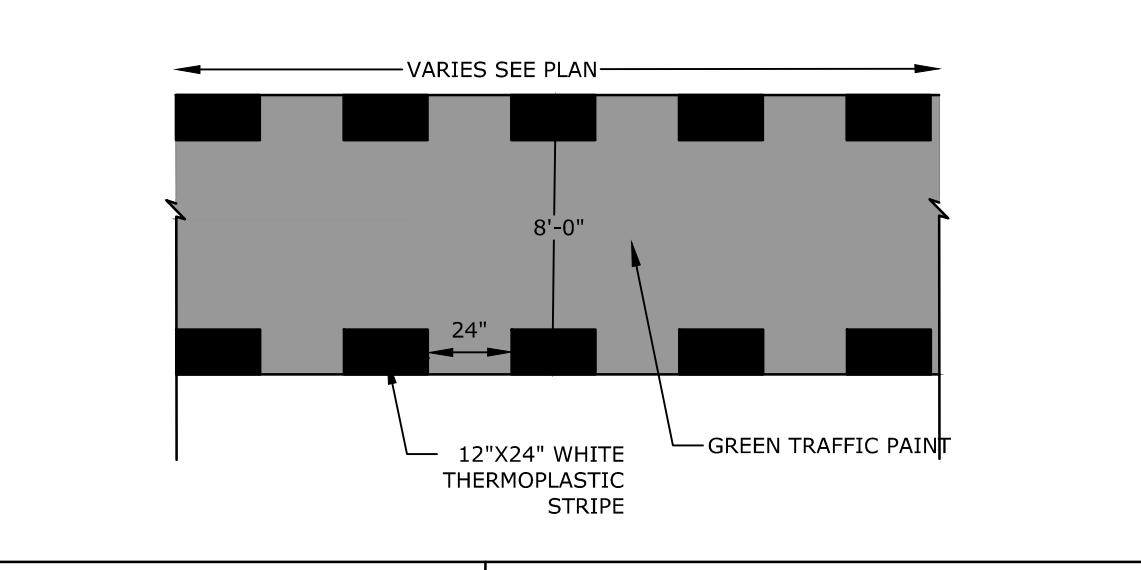 VARIES SEE PLAN
8'-0"
24"
GREEN TRAFFIC PAINT
12"X24" WHITE
THERMOPLASTIC
STRIPE